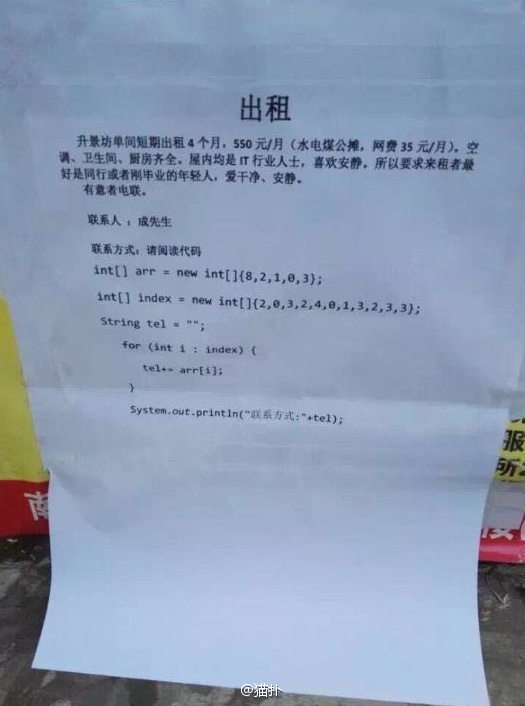 出租
升景坊单间短期出租 4 个月，550 元/月（水电煤公摊，网费 35 元/月）。空
调、卫生间、厨房齐全。屋内均是 IT 行业人士，喜欢安静。所以要求来租者最
好是同行或者刚毕业的年轻人，爱干净、安静。
有意者电联。
联系人：成先生
联系方式：请阅读代码
int[] arr = new int[]{8,2,1,0,3};
int[] index = new int[]{2,0,3,2,4,0,1,3,2,3,3};
String tel = "";
for (int i : index) {
tel+= arr[i];
}
System.out.println("联系方式:"+tel);
服
所
南
@猫扑